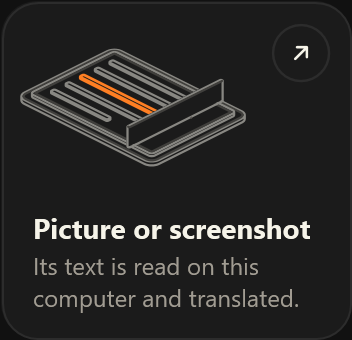 Picture or screenshot
Its text is read on this
computer and translated.